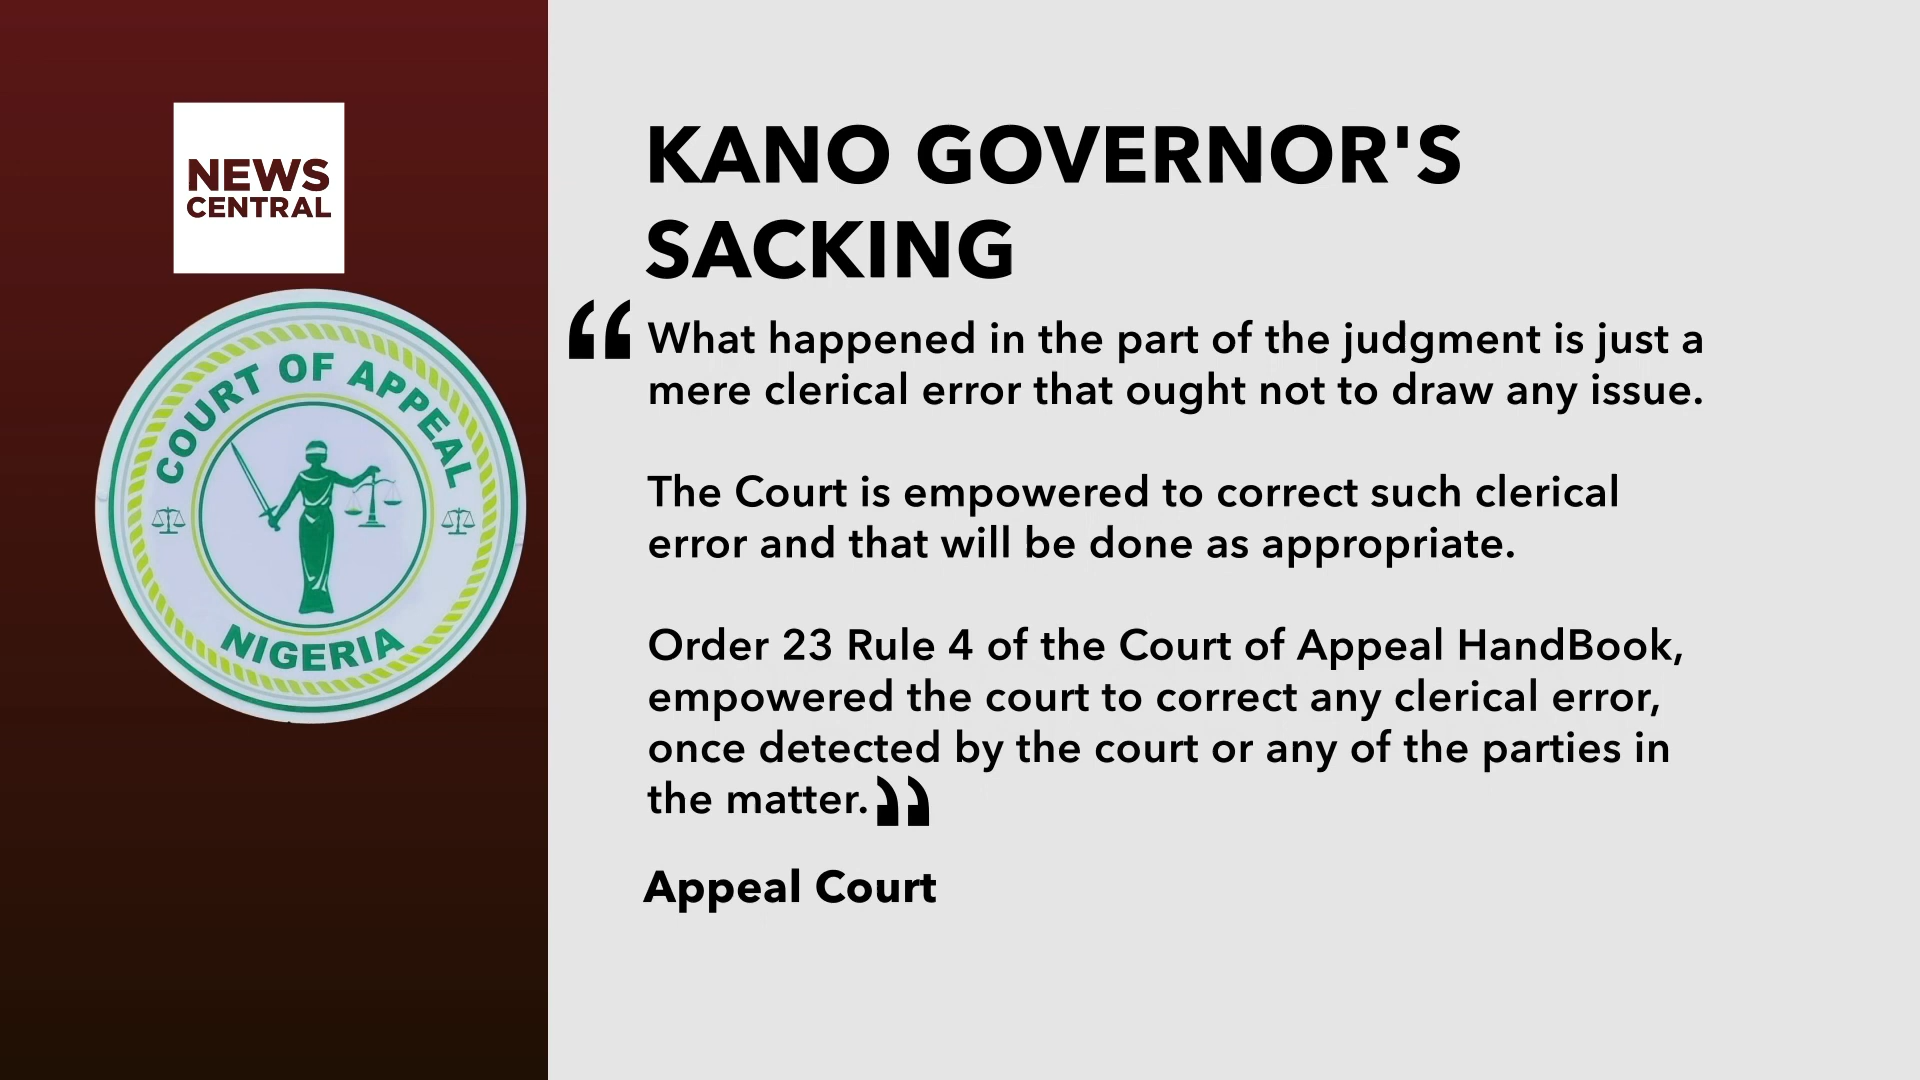 NEWS
CENTRAL
COURT OF APPEAL
NIGERIA
KANO GOVERNOR'S
SACKING
“What happened in the part of the judgment is just a
mere clerical error that ought not to draw any issue.
The Court is empowered to correct such clerical
error and that will be done as appropriate.
Order 23 Rule 4 of the Court of Appeal HandBook,
empowered the court to correct any clerical error,
once detected by the court or any of the parties in
the matter.”
Appeal Court